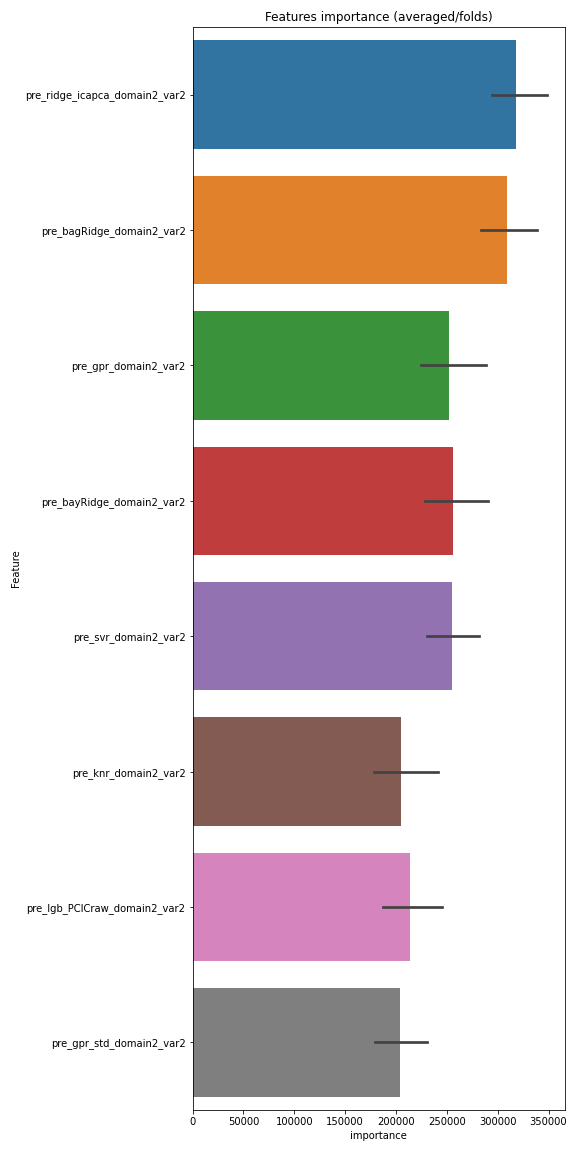 Features importance (averaged/folds)
pre_ridge_icapca_domain2_var2
pre_bagRidge_domain2_var2
pre_gpr_domain2_var2
pre_bayRidge_domain2_var2
Feature
pre_svr_domain2_var2
pre_knr_domain2_var2
pre_lgb_PCICraw_domain2_var2
pre_gpr_std_domain2_var2
0 50000 100000 150000 200000 250000 300000 350000
importance